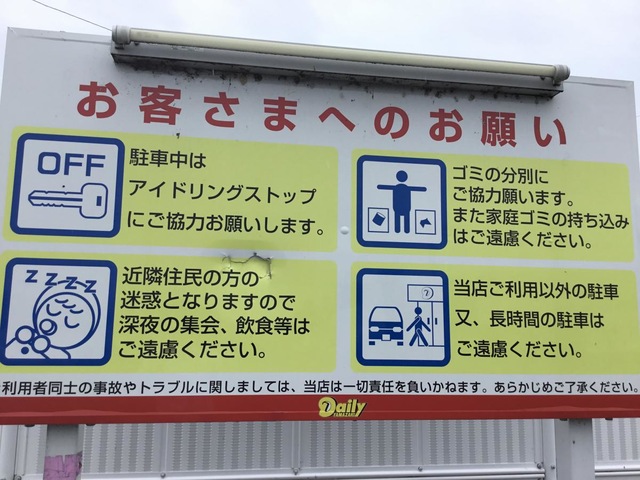 お客さまへのお願い
OFF
駐車中は
アイドリングストップ
にご協力お願いします。
ゴミの分別に
ご協力願います。
また家庭ゴミの持ち込み
はご遠慮ください。
ZZZZ
近隣住民の方の
迷惑となりますので
深夜の集会、飲食等は
ご遠慮ください。
当店ご利用以外の駐車
又、長時間の駐車は
ご遠慮ください。
利用者同士の事故やトラブルに関しましては、当店は一切責任を負いかねます。あらかじめご了承ください。
Daily
YAMAZAKI